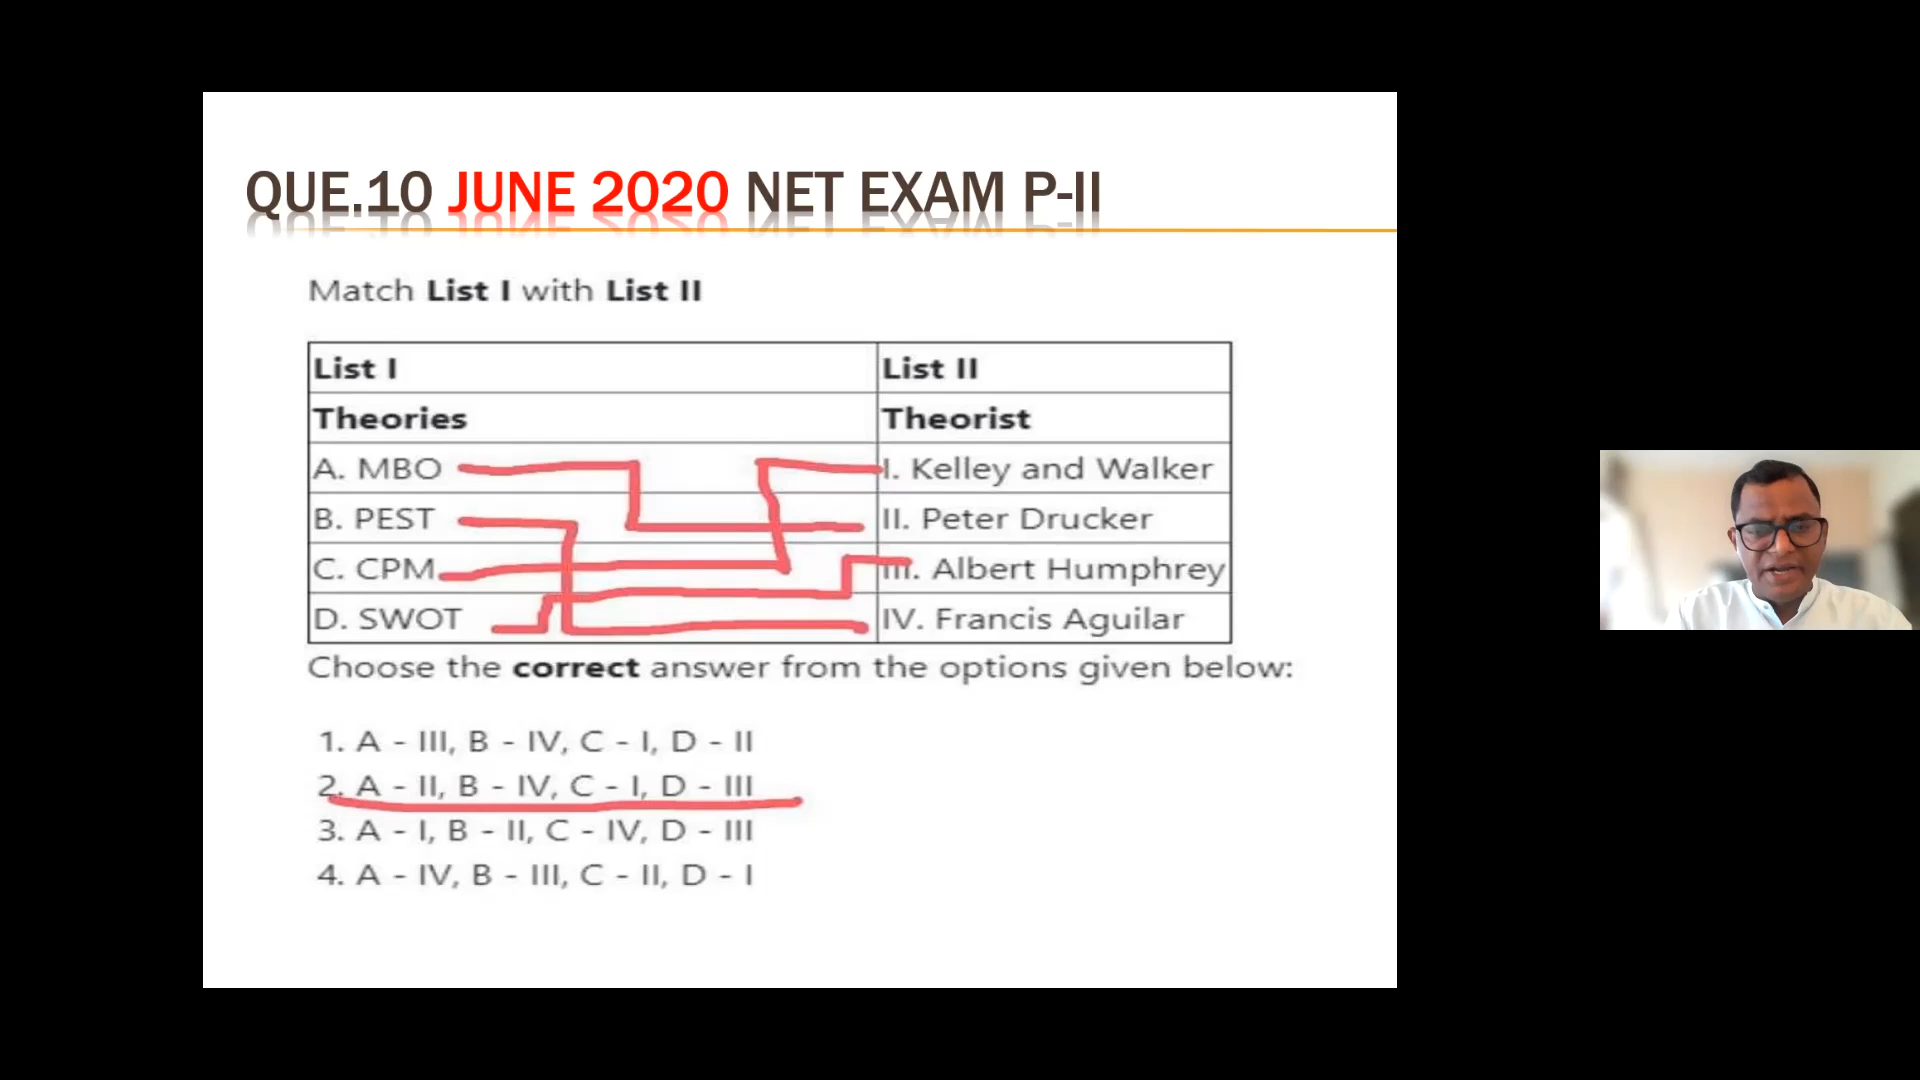 QUE.10 JUNE 2020 NET EXAM P-II
Match List I with List II
List I List II
Theories Theorist
A. MBO I. Kelley and Walker
B. PEST II. Peter Drucker
C. CPM III. Albert Humphrey
D. SWOT IV. Francis Aguilar
Choose the correct answer from the options given below:
1. A - III, B - IV, C - I, D - II
2. A - II, B - IV, C - I, D - III
3. A - I, B - II, C - IV, D - III
4. A - IV, B - III, C - II, D - I